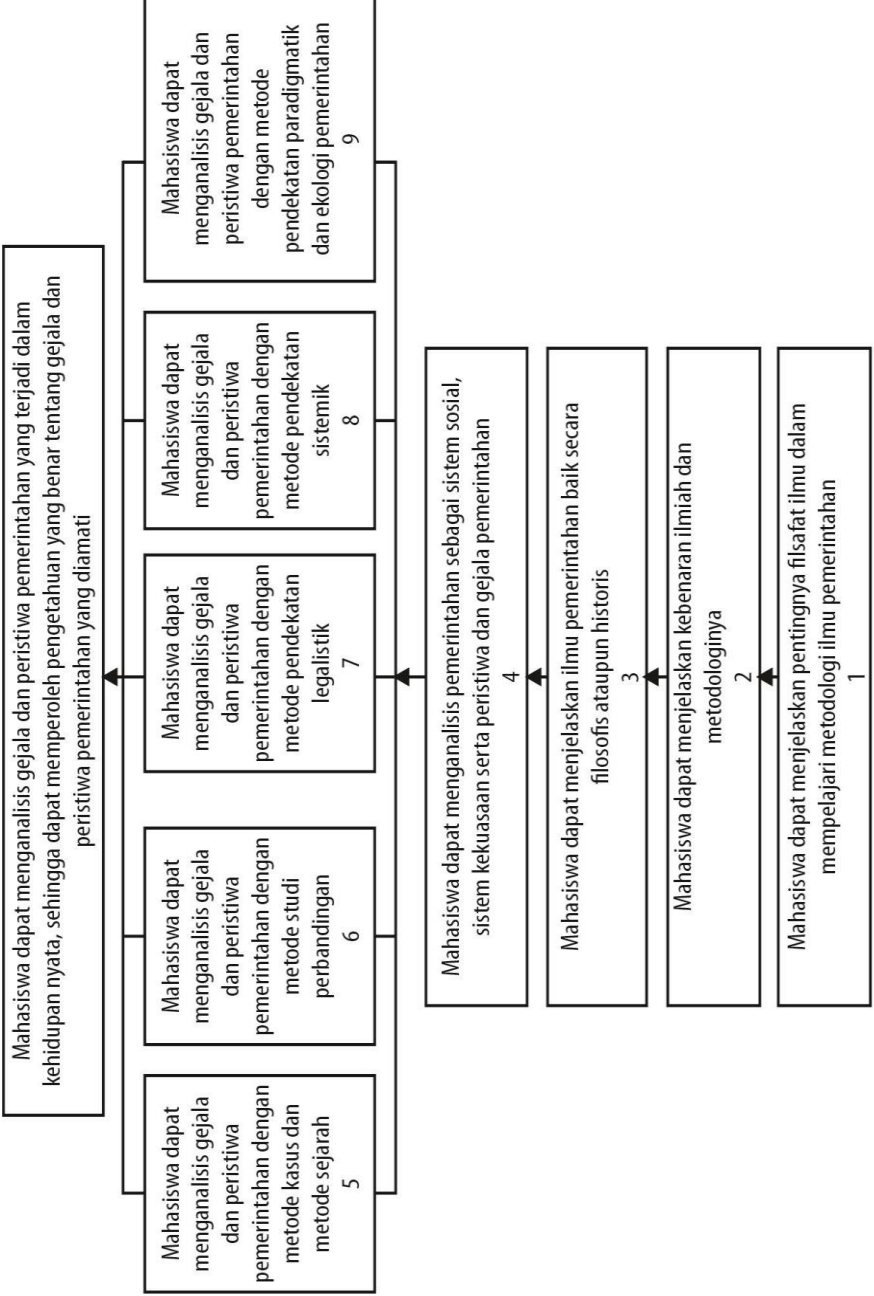 Mahasiswa dapat menganalisis gejala dan peristiwa pemerintahan yang terjadi dalam
kehidupan nyata, sehingga dapat memperoleh pengetahuan yang benar tentang gejala dan
peristiwa pemerintahan yang diamati
Mahasiswa dapat
menganalisis gejala
dan peristiwa
pemerintahan dengan
metode kasus dan
metode sejarah
5
Mahasiswa dapat
menganalisis gejala
dan peristiwa
pemerintahan dengan
metode studi
perbandingan
6
Mahasiswa dapat
menganalisis gejala
dan peristiwa
pemerintahan dengan
metode pendekatan
legalistik
7
Mahasiswa dapat
menganalisis gejala
dan peristiwa
pemerintahan dengan
metode pendekatan
sistemik
8
Mahasiswa dapat
menganalisis gejala dan
peristiwa pemerintahan
dengan metode
pendekatan paradigmatik
dan ekologi pemerintahan
9
Mahasiswa dapat menganalisis pemerintahan sebagai sistem sosial,
sistem kekuasaan serta peristiwa dan gejala pemerintahan
4
Mahasiswa dapat menjelaskan ilmu pemerintahan baik secara
filosofis ataupun historis
3
Mahasiswa dapat menjelaskan kebenaran ilmiah dan
metodologinya
2
Mahasiswa dapat menjelaskan pentingnya filsafat ilmu dalam
mempelajari metodologi ilmu pemerintahan
1